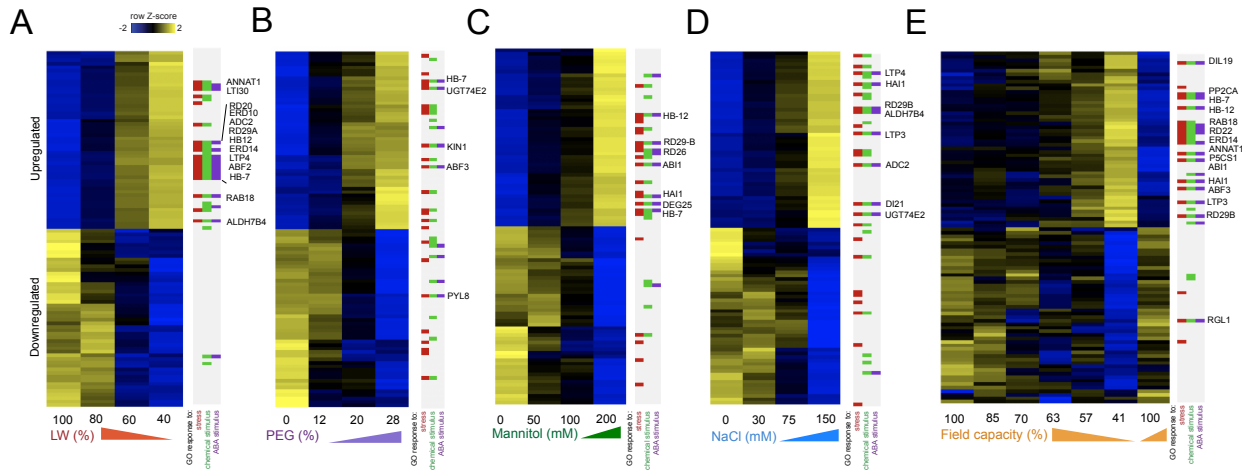 A
row Z-score
-2
2
Upregulated
Downregulated
ANNAT1
LTI30
RD20
ERD10
ADC2
RD29A
HB12
ERD14
LTP4
ABF2
HB-7
RAB18
ALDH7B4
100
80
60
40
LW (%)
GO response to:
stress
chemical stimulus
ABA stimulus
B
HB-7
UGT74E2
KIN1
ABF3
PYL8
0
12
20
28
PEG (%)
GO response to:
stress
chemical stimulus
ABA stimulus
C
HB-12
RD29-B
RD26
ABI1
HAI1
DEG25
HB-7
0
50
100
200
Mannitol (mM)
GO response to:
stress
chemical stimulus
ABA stimulus
D
LTP4
HAI1
RD29B
ALDH7B4
LTP3
ADC2
DI21
UGT74E2
0
30
75
150
NaCl (mM)
GO response to:
stress
chemical stimulus
ABA stimulus
E
DIL19
PP2CA
HB-7
HB-12
RAB18
RD22
ERD14
ANNAT1
P5CS1
ABI1
HAI1
ABF3
LTP3
RD29B
RGL1
100
85
70
63
57
41
100
Field capacity (%)
GO response to:
stress
chemical stimulus
ABA stimulus